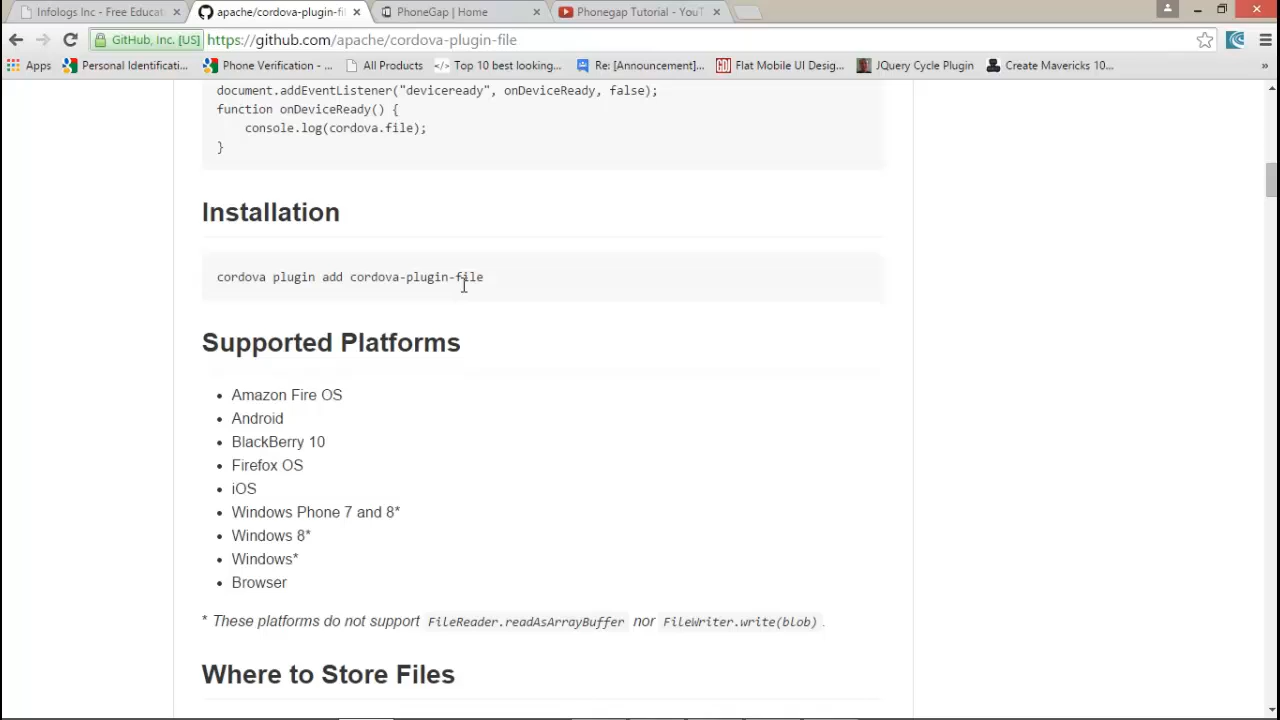 Infologs Inc - Free Educat
apache/cordova-plugin-fil
PhoneGap | Home
Phonegap Tutorial - YouT
GitHub, Inc. [US]
https://github.com/apache/cordova-plugin-file
Apps
Personal Identificati...
Phone Verification - ...
All Products
Top 10 best looking...
Re: [Announcement]...
Flat Mobile UI Desig...
JQuery Cycle Plugin
Create Mavericks 10...
»
document.addEventListener("deviceready", onDeviceReady, false);
function onDeviceReady() {
console.log(cordova.file);
}
Installation
cordova plugin add cordova-plugin-file
Supported Platforms
• Amazon Fire OS
• Android
• BlackBerry 10
• Firefox OS
• iOS
• Windows Phone 7 and 8*
• Windows 8*
• Windows*
• Browser
* These platforms do not support FileReader.readAsArrayBuffer nor FileWriter.write(blob) .
Where to Store Files